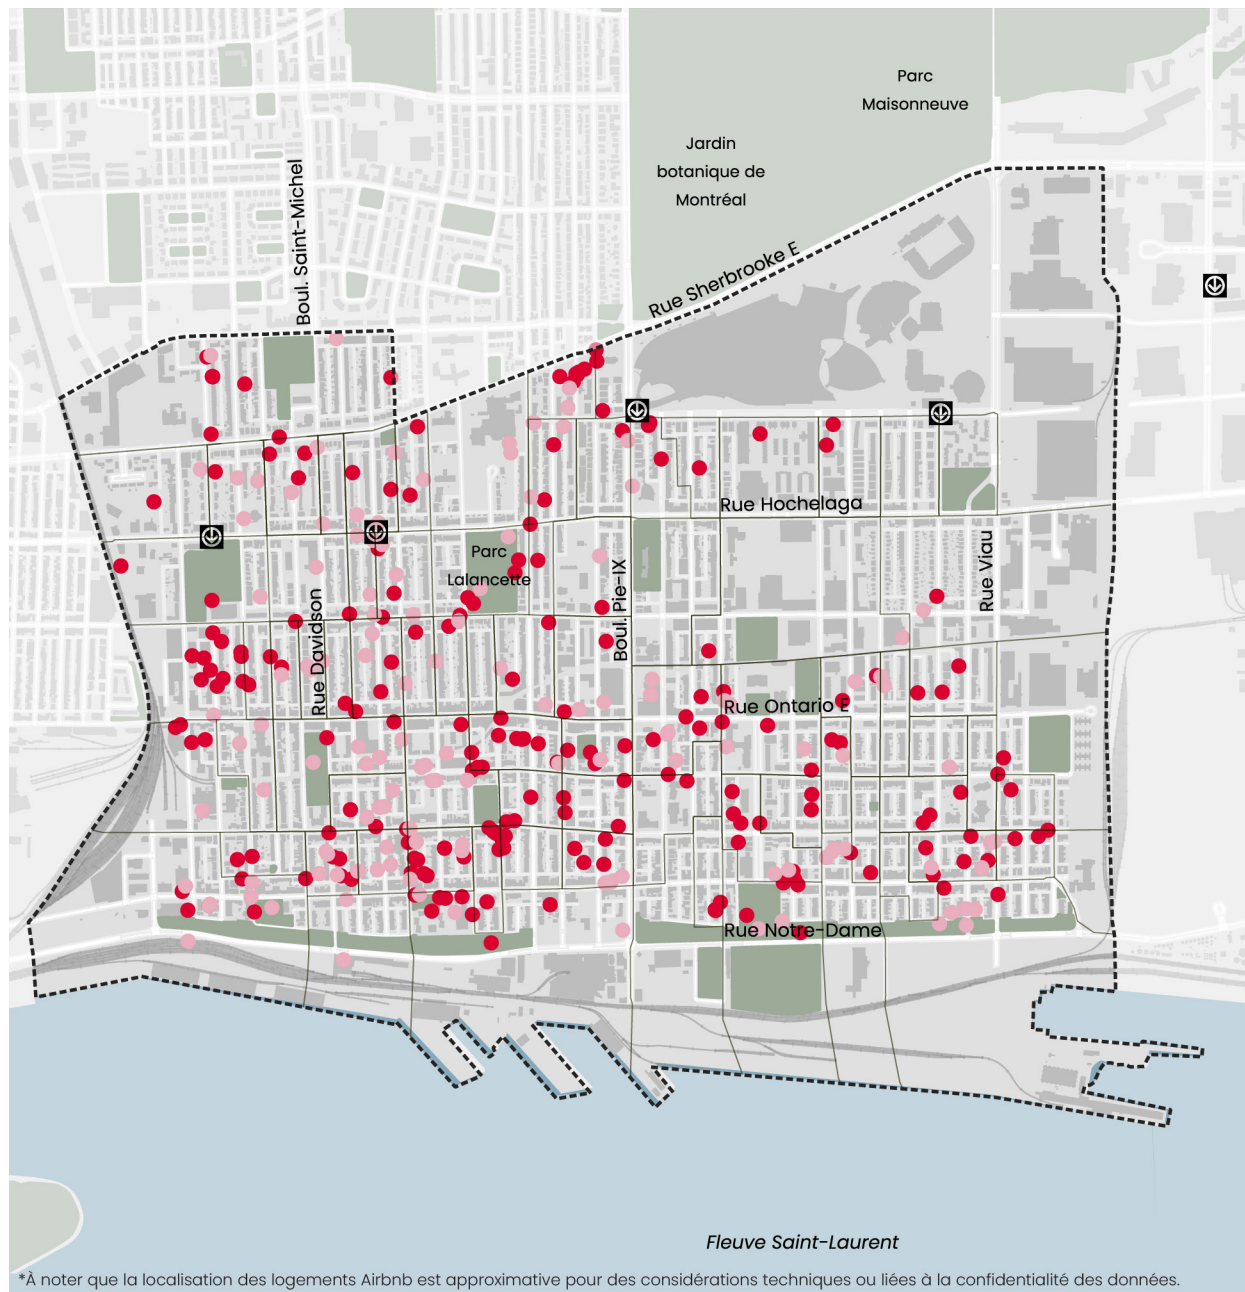 Parc
Maisonneuve
Jardin
botanique de
Montréal
Boul. Saint-Michel
Rue Sherbrooke E
Rue Hochelaga
Parc
Lalancette
Boul. Pie-IX
Rue Viau
Rue Davidson
Rue Ontario E
Rue Notre-Dame
Fleuve Saint-Laurent
*À noter que la localisation des logements Airbnb est approximative pour des considérations techniques ou liées à la confidentialité des données.